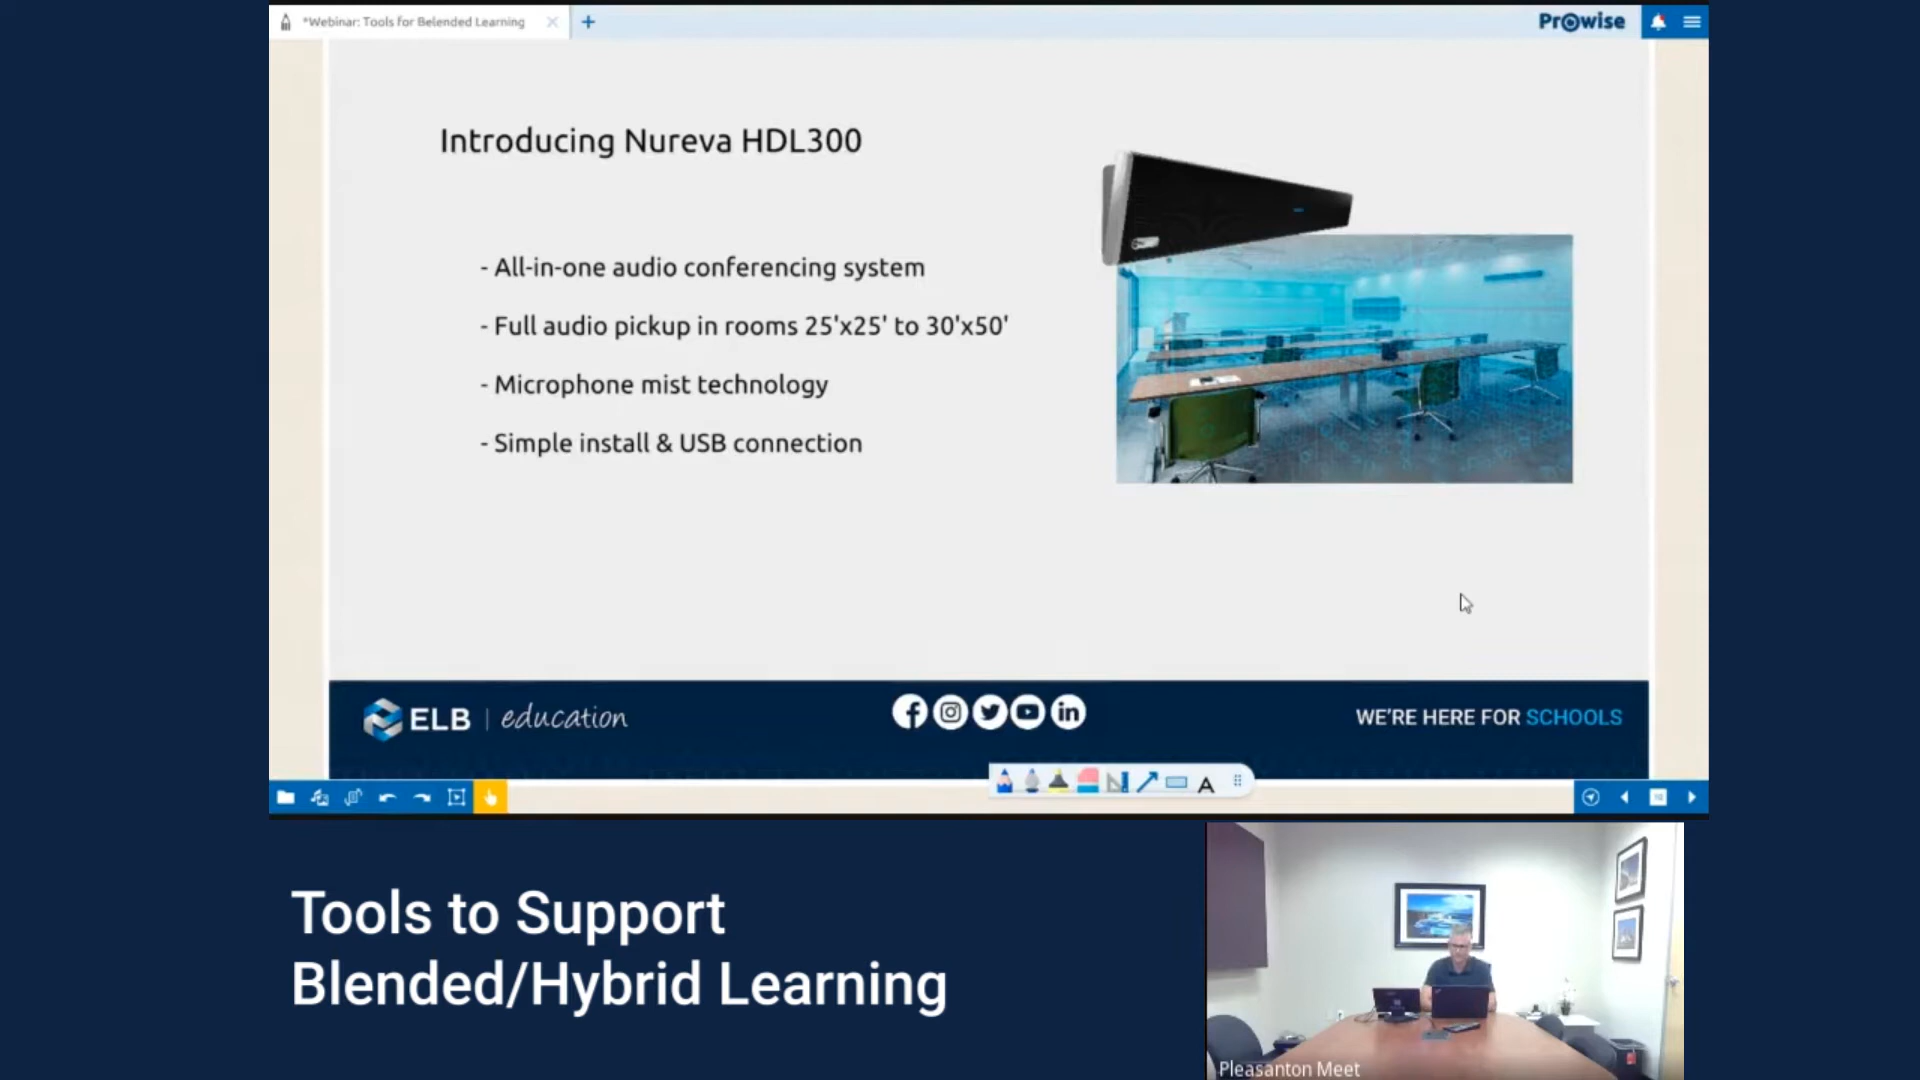 *Webinar: Tools for Belended Learning
Prowise
Introducing Nureva HDL300
- All-in-one audio conferencing system
- Full audio pickup in rooms 25'x25' to 30'x50'
- Microphone mist technology
- Simple install & USB connection
ELB | education
WE'RE HERE FOR SCHOOLS
A
Tools to Support
Blended/Hybrid Learning
Pleasanton Meet